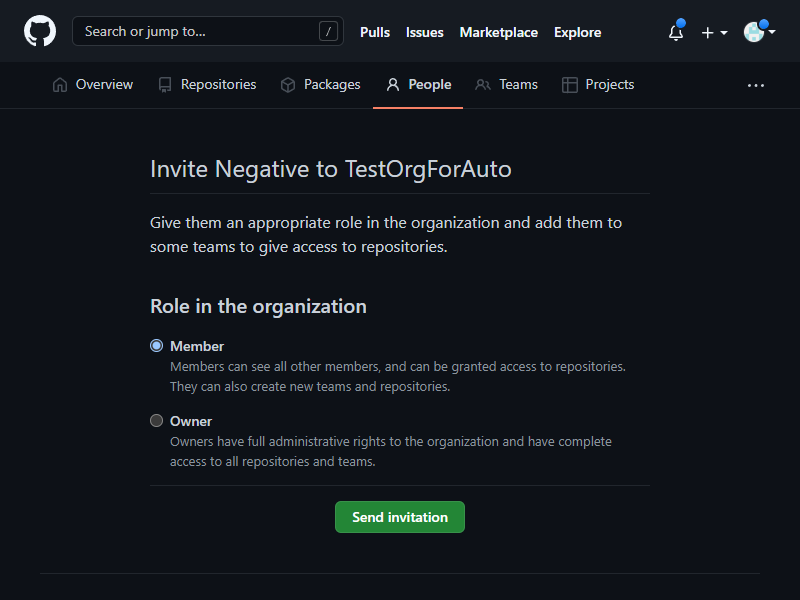 Search or jump to... /
Pulls
Issues
Marketplace
Explore
Overview
Repositories
Packages
People
Teams
Projects
Invite Negative to TestOrgForAuto
Give them an appropriate role in the organization and add them to
some teams to give access to repositories.
Role in the organization
Member
Members can see all other members, and can be granted access to repositories.
They can also create new teams and repositories.
Owner
Owners have full administrative rights to the organization and have complete
access to all repositories and teams.
Send invitation